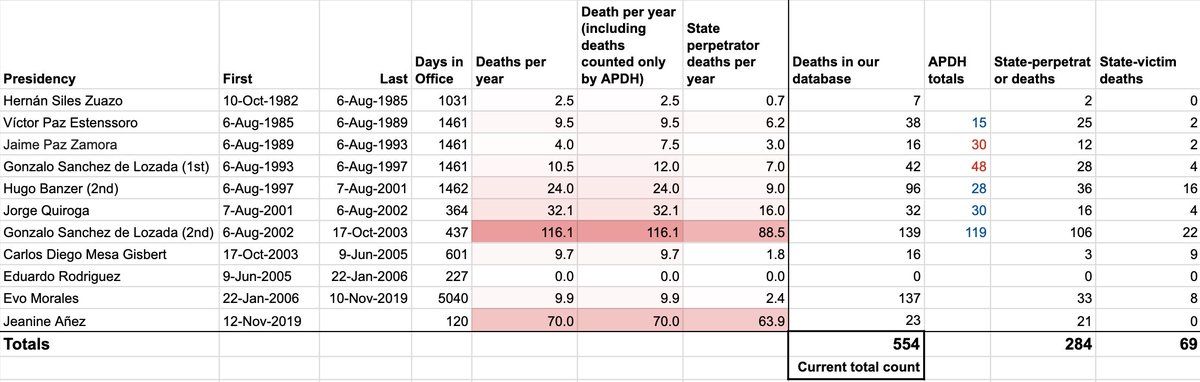 Presidency First Last Days in Office Deaths per year Death per year (including deaths counted only by APDH) State perpetrator deaths per year Deaths in our database APDH totals State-perpetrat or deaths State-victim deaths
Hernán Siles Zuazo 10-Oct-1982 6-Aug-1985 1031 2.5 2.5 0.7 7 2 0
Víctor Paz Estenssoro 6-Aug-1985 6-Aug-1989 1461 9.5 9.5 6.2 38 15 25 2
Jaime Paz Zamora 6-Aug-1989 6-Aug-1993 1461 4.0 7.5 3.0 16 30 12 2
Gonzalo Sanchez de Lozada (1st) 6-Aug-1993 6-Aug-1997 1461 10.5 12.0 7.0 42 48 28 4
Hugo Banzer (2nd) 6-Aug-1997 7-Aug-2001 1462 24.0 24.0 9.0 96 28 36 16
Jorge Quiroga 7-Aug-2001 6-Aug-2002 364 32.1 32.1 16.0 32 30 16 4
Gonzalo Sanchez de Lozada (2nd) 6-Aug-2002 17-Oct-2003 437 116.1 116.1 88.5 139 119 106 22
Carlos Diego Mesa Gisbert 17-Oct-2003 9-Jun-2005 601 9.7 9.7 1.8 16 3 9
Eduardo Rodriguez 9-Jun-2005 22-Jan-2006 227 0.0 0.0 0.0 0 0 0
Evo Morales 22-Jan-2006 10-Nov-2019 5040 9.9 9.9 2.4 137 33 8
Jeanine Añez 12-Nov-2019 120 70.0 70.0 63.9 23 21 0
Totals 554 284 69
Current total count